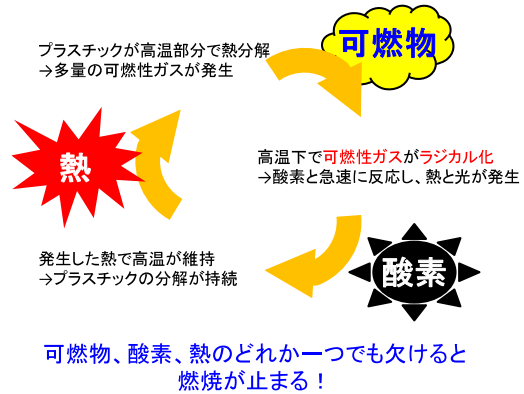 プラスチックが高温部分で熱分解
→多量の可燃性ガスが発生
可燃物
高温下で可燃性ガスがラジカル化
→酸素と急速に反応し、熱と光が発生
熱
酸素
発生した熱で高温が維持
→プラスチックの分解が持続
可燃物、酸素、熱のどれか一つでも欠けると
燃焼が止まる！